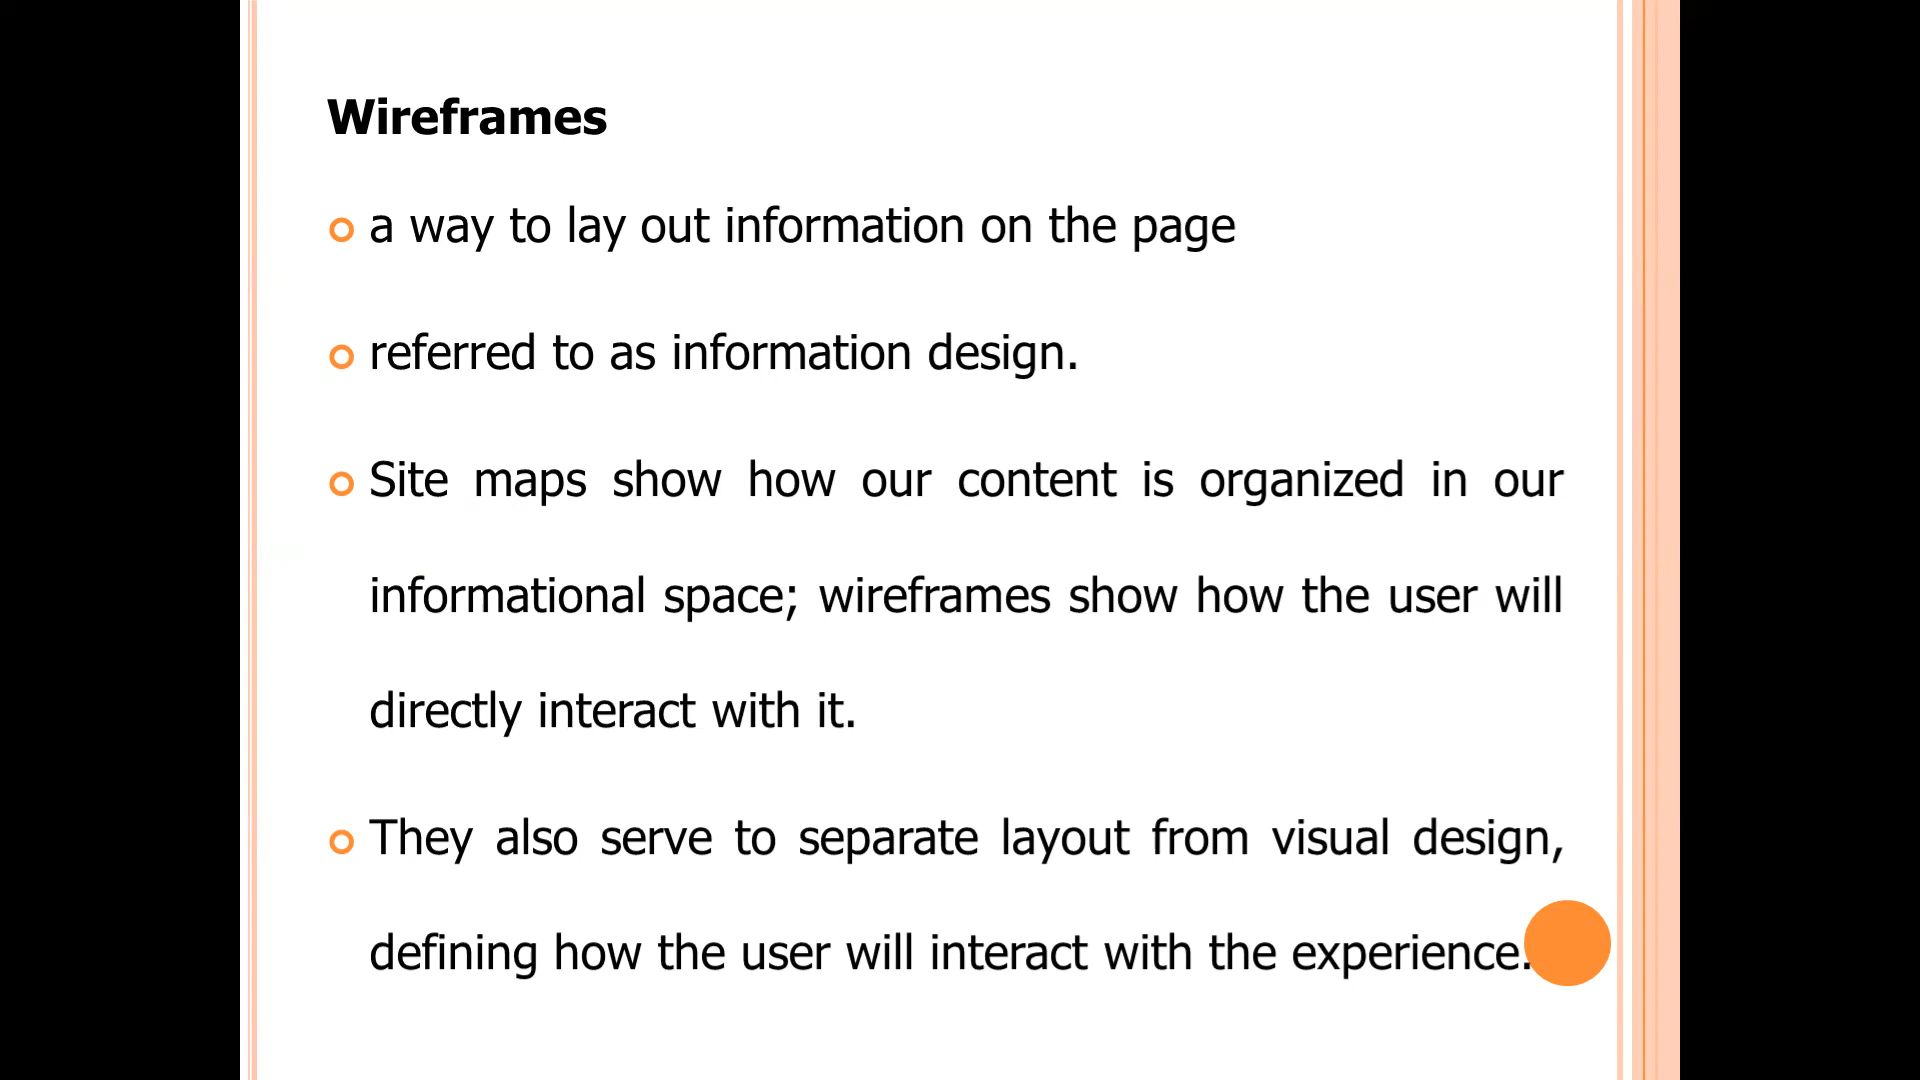 Wireframes
a way to lay out information on the page
referred to as information design.
Site maps show how our content is organized in our
informational space; wireframes show how the user will
directly interact with it.
They also serve to separate layout from visual design,
defining how the user will interact with the experience.